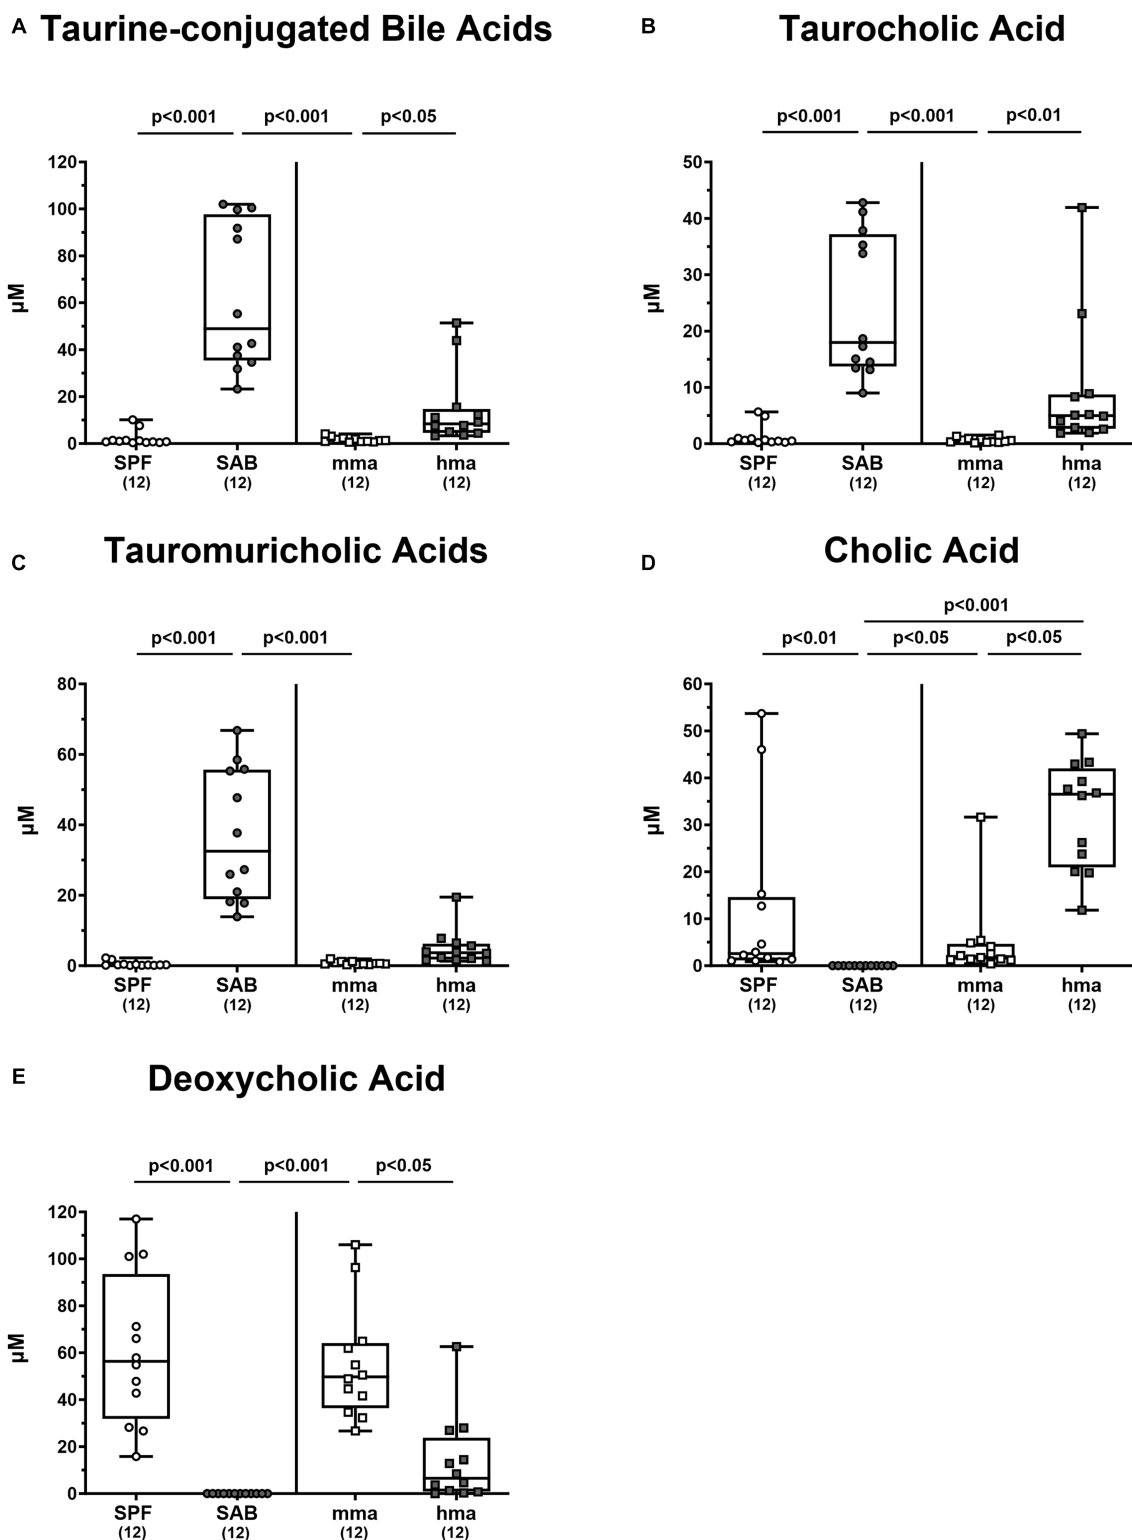 A Taurine-conjugated Bile Acids
p<0.001 p<0.001 p<0.05
120
100
80
60
40
20
0
µM
SPF SAB mma hma
(12) (12) (12) (12)
B Taurocholic Acid
p<0.001 p<0.001 p<0.01
50
40
30
20
10
0
µM
SPF SAB mma hma
(12) (12) (12) (12)
C Tauromuricholic Acids
p<0.001 p<0.001
80
60
40
20
0
µM
SPF SAB mma hma
(12) (12) (12) (12)
D Cholic Acid
p<0.001
p<0.01 p<0.05 p<0.05
60
50
40
30
20
10
0
µM
SPF SAB mma hma
(12) (12) (12) (12)
E Deoxycholic Acid
p<0.001 p<0.001 p<0.05
120
100
80
60
40
20
0
µM
SPF SAB mma hma
(12) (12) (12) (12)